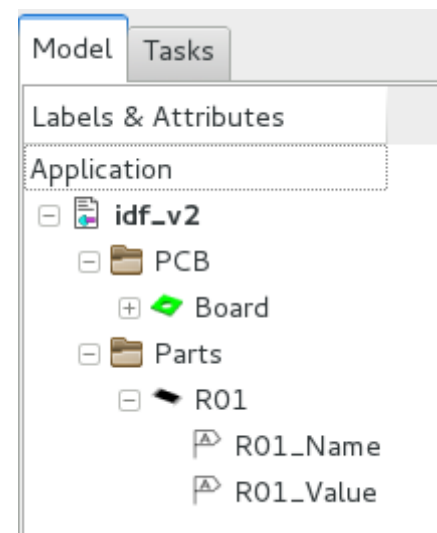 Model Tasks
Labels & Attributes
Application
idf_v2
PCB
Board
Parts
R01
R01_Name
R01_Value